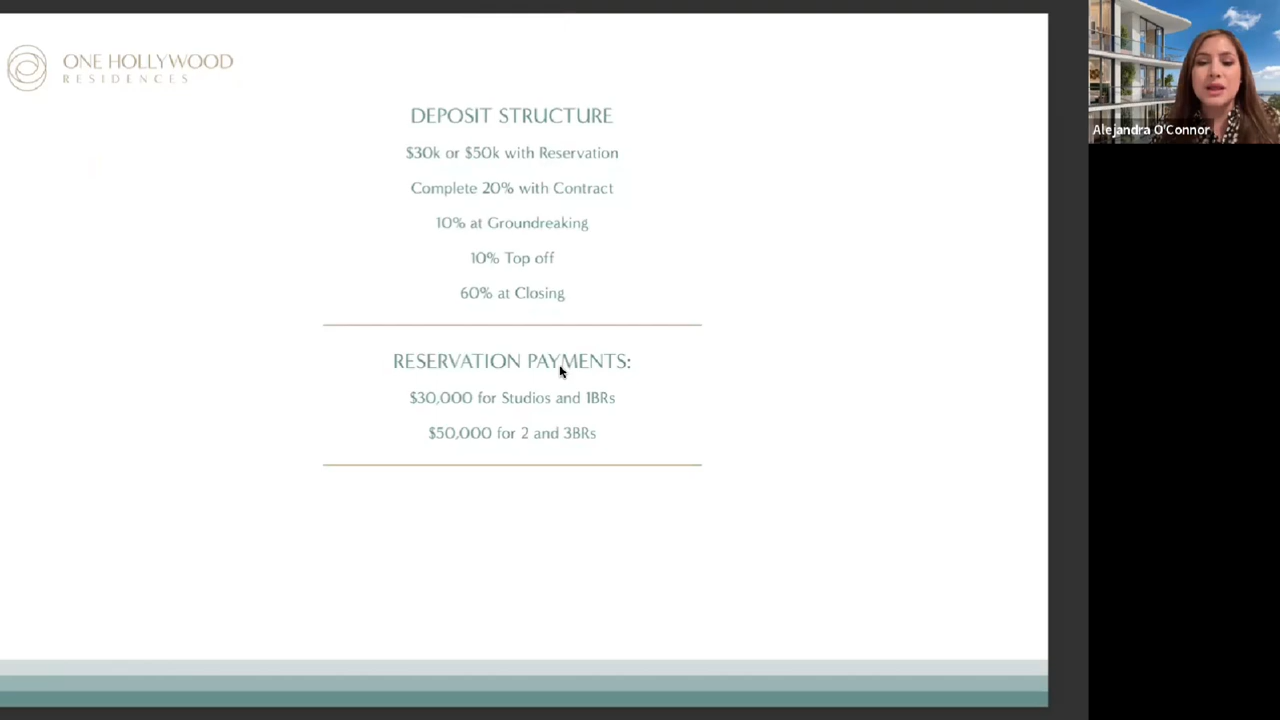 ONE HOLLYWOOD
RESIDENCES
DEPOSIT STRUCTURE
$30k or $50k with Reservation
Complete 20% with Contract
10% at Groundreaking
10% Top off
60% at Closing
RESERVATION PAYMENTS:
$30,000 for Studios and 1BRs
$50,000 for 2 and 3BRs
Alejandra O'Connor